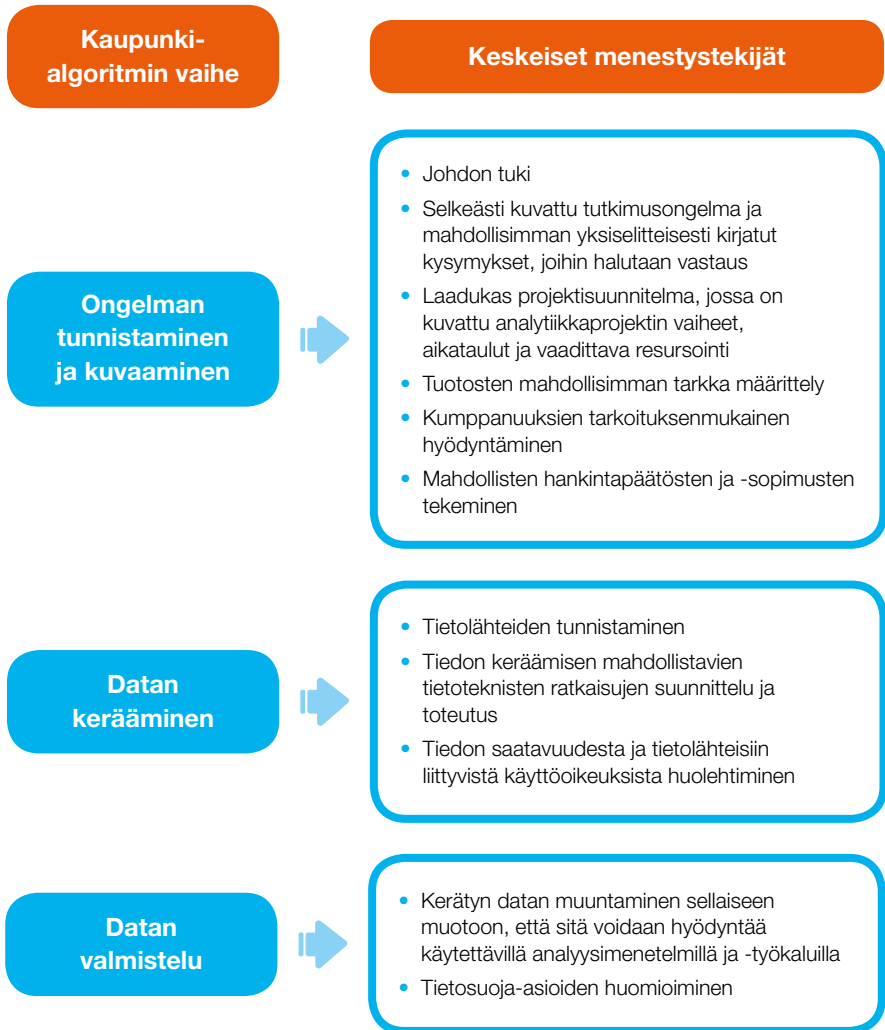 Kaupunki-
algoritmin vaihe
Keskeiset menestystekijät
Ongelman
tunnistaminen
ja kuvaaminen
• Johdon tuki
• Selkeästi kuvattu tutkimusongelma ja
mahdollisimman yksiselitteisesti kirjatut
kysymykset, joihin halutaan vastaus
• Laadukas projektisuunnitelma, jossa on
kuvattu analytiikkaprojektin vaiheet,
aikataulut ja vaadittava resursointi
• Tuotosten mahdollisimman tarkka määrittely
• Kumppanuuksien tarkoituksenmukainen
hyödyntäminen
• Mahdollisten hankintapäätösten ja -sopimusten
tekeminen
Datan
kerääminen
• Tietolähteiden tunnistaminen
• Tiedon keräämisen mahdollistavien
tietoteknisten ratkaisujen suunnittelu ja
toteutus
• Tiedon saatavuudesta ja tietolähteisiin
liittyvistä käyttöoikeuksista huolehtiminen
Datan
valmistelu
• Kerätyn datan muuntaminen sellaiseen
muotoon, että sitä voidaan hyödyntää
käytettävillä analyysimenetelmillä ja -työkaluilla
• Tietosuoja-asioiden huomioiminen